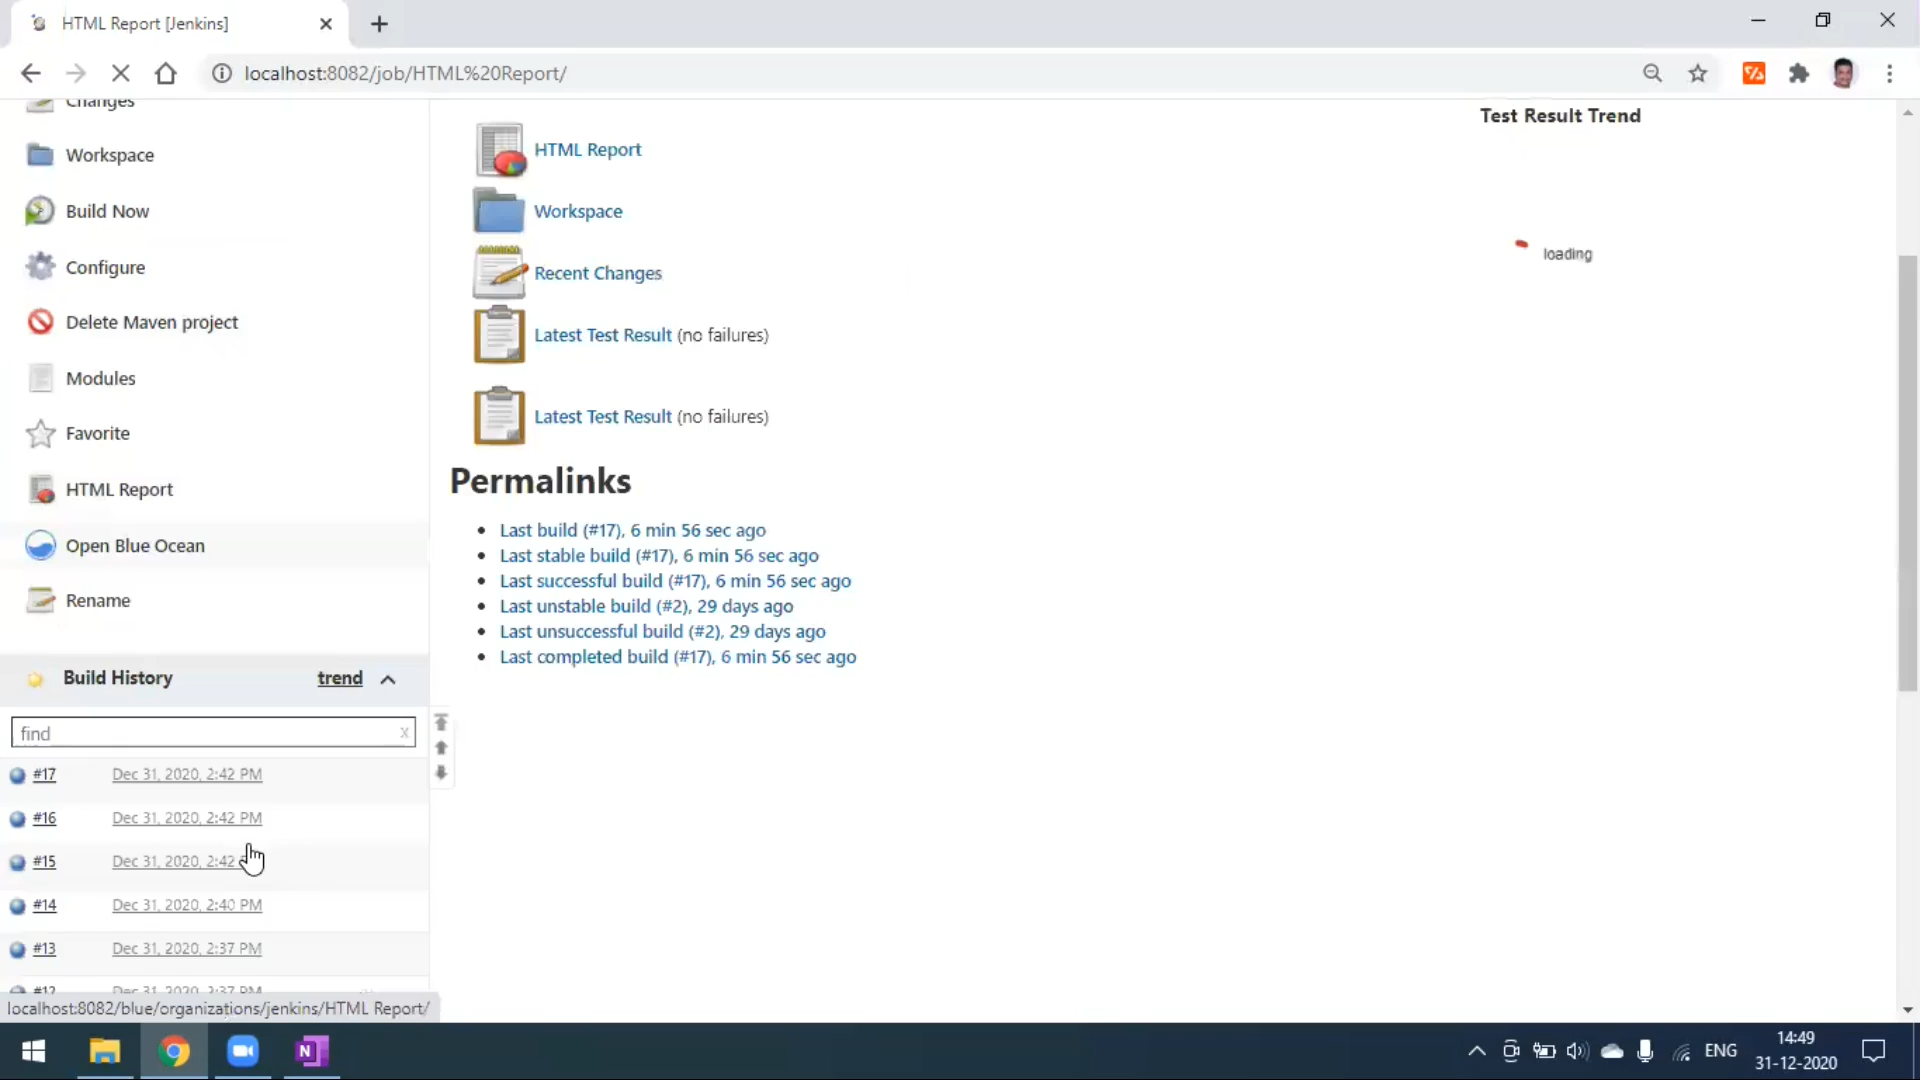 HTML Report [Jenkins]
localhost:8082/job/HTML%20Report/
Changes
Workspace
Build Now
Configure
Delete Maven project
Modules
Favorite
HTML Report
Open Blue Ocean
Rename
Build History trend
find x
#17 Dec 31, 2020, 2:42 PM
#16 Dec 31, 2020, 2:42 PM
#15 Dec 31, 2020, 2:42
#14 Dec 31, 2020, 2:40 PM
#13 Dec 31, 2020, 2:37 PM
#12 Dec 31, 2020, 2:37 PM
localhost:8082/blue/organizations/jenkins/HTML Report/
HTML Report
Workspace
Recent Changes
Latest Test Result (no failures)
Latest Test Result (no failures)
Permalinks
Last build (#17), 6 min 56 sec ago
Last stable build (#17), 6 min 56 sec ago
Last successful build (#17), 6 min 56 sec ago
Last unstable build (#2), 29 days ago
Last unsuccessful build (#2), 29 days ago
Last completed build (#17), 6 min 56 sec ago
Test Result Trend
loading
N
ENG
14:49
31-12-2020